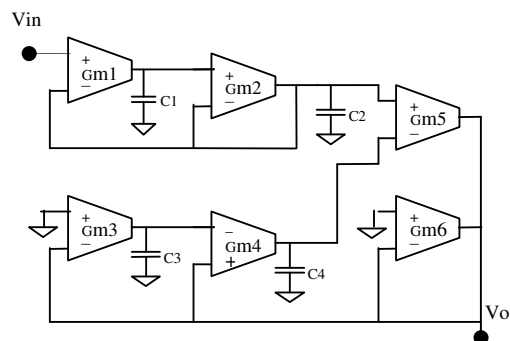 Vin
+
Gm1
−
C1
+
Gm2
−
C2
+
Gm5
−
+
Gm3
−
C3
−
Gm4
+
C4
+
Gm6
−
Vo